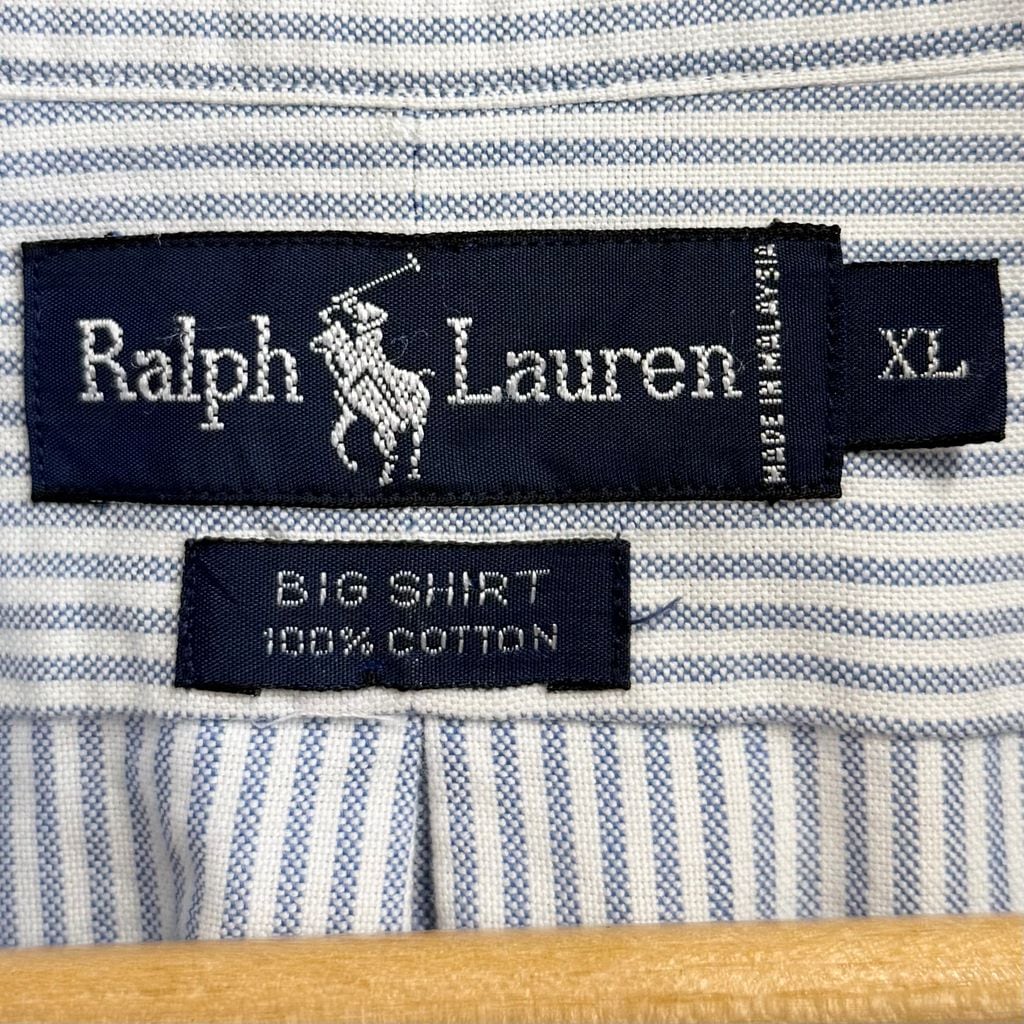 Ralph Lauren
MADE IN MALAYSIA
XL
BIG SHIRT
100% COTTON